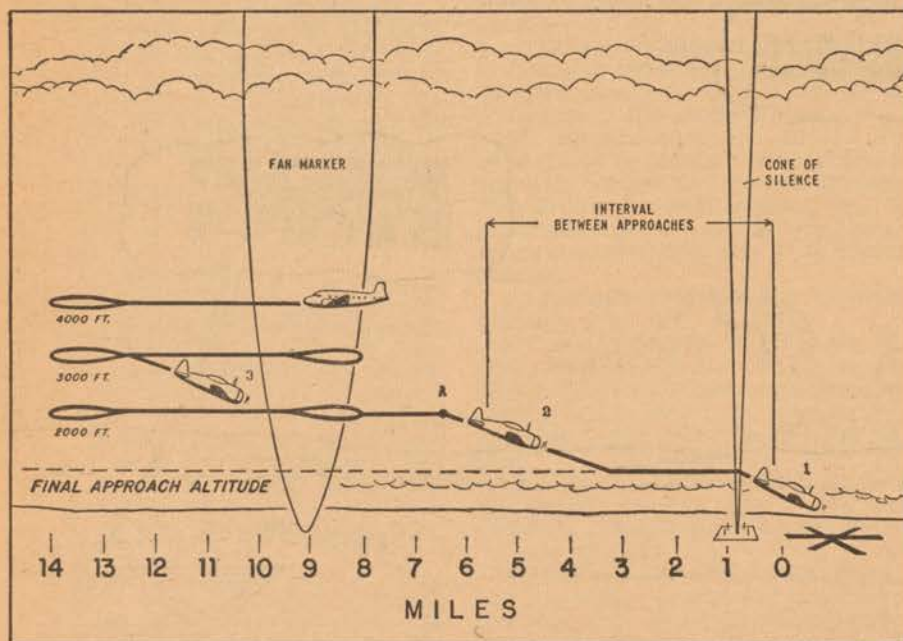 FAN MARKER
CONE OF
SILENCE
INTERVAL
BETWEEN APPROACHES
4000 FT.
3000 FT.
3
2000 FT.
A
2
1
FINAL APPROACH ALTITUDE
14 13 12 11 10 9 8 7 6 5 4 3 2 1 0
MILES